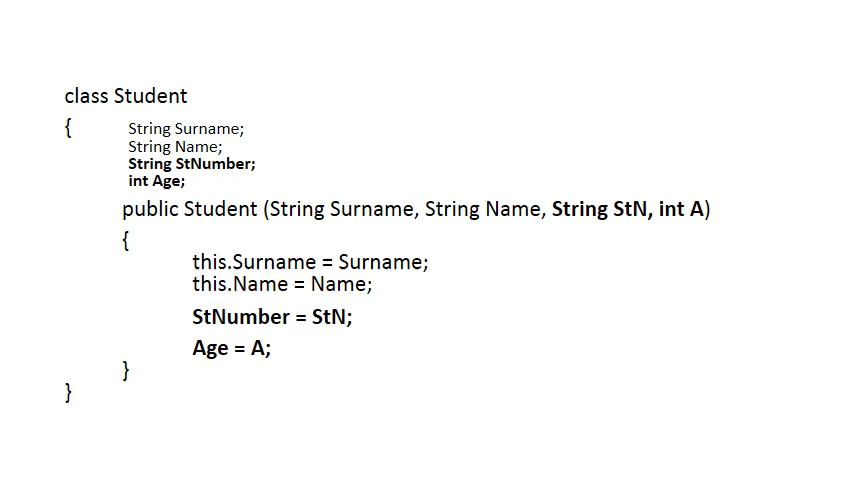 class Student
{ String Surname;
String Name;
String StNumber;
int Age;
public Student (String Surname, String Name, String StN, int A)
{
this.Surname = Surname;
this.Name = Name;
StNumber = StN;
Age = A;
}
}